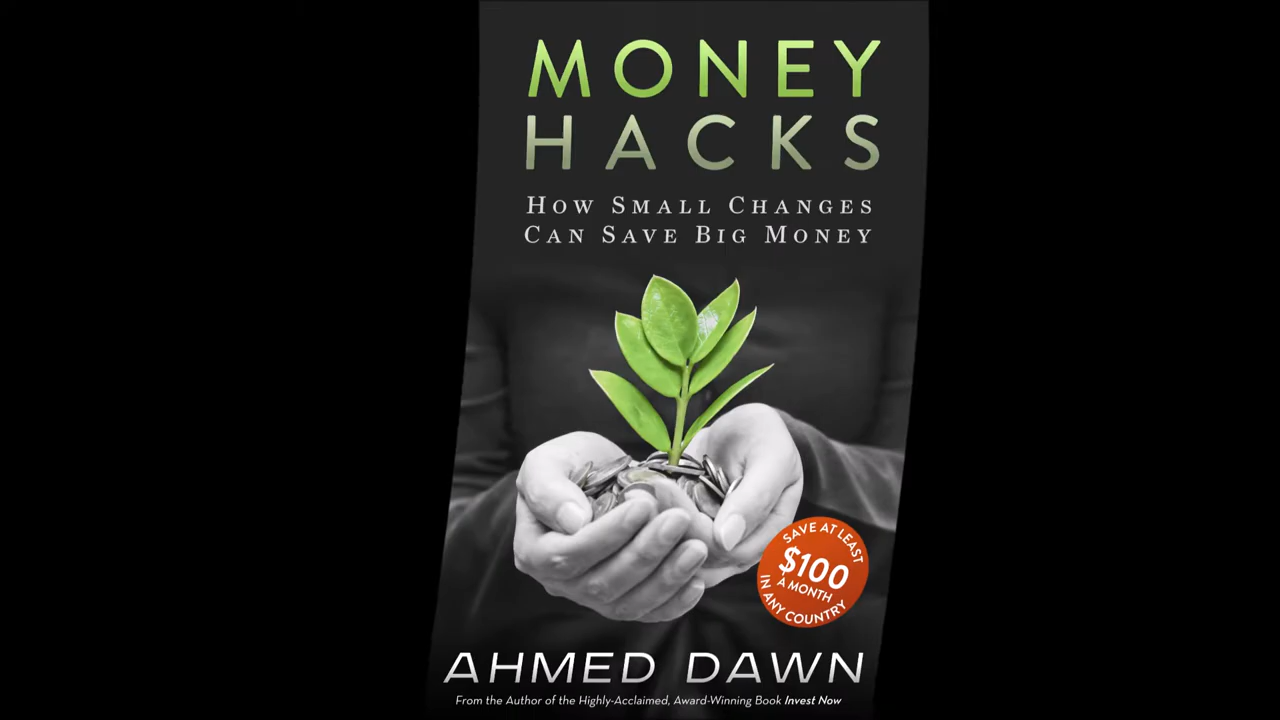 MONEY
HACKS
HOW SMALL CHANGES
CAN SAVE BIG MONEY
SAVE AT LEAST
$100
A MONTH
IN ANY COUNTRY
AHMED DAWN
From the Author of the Highly-Acclaimed, Award-Winning Book Invest Now